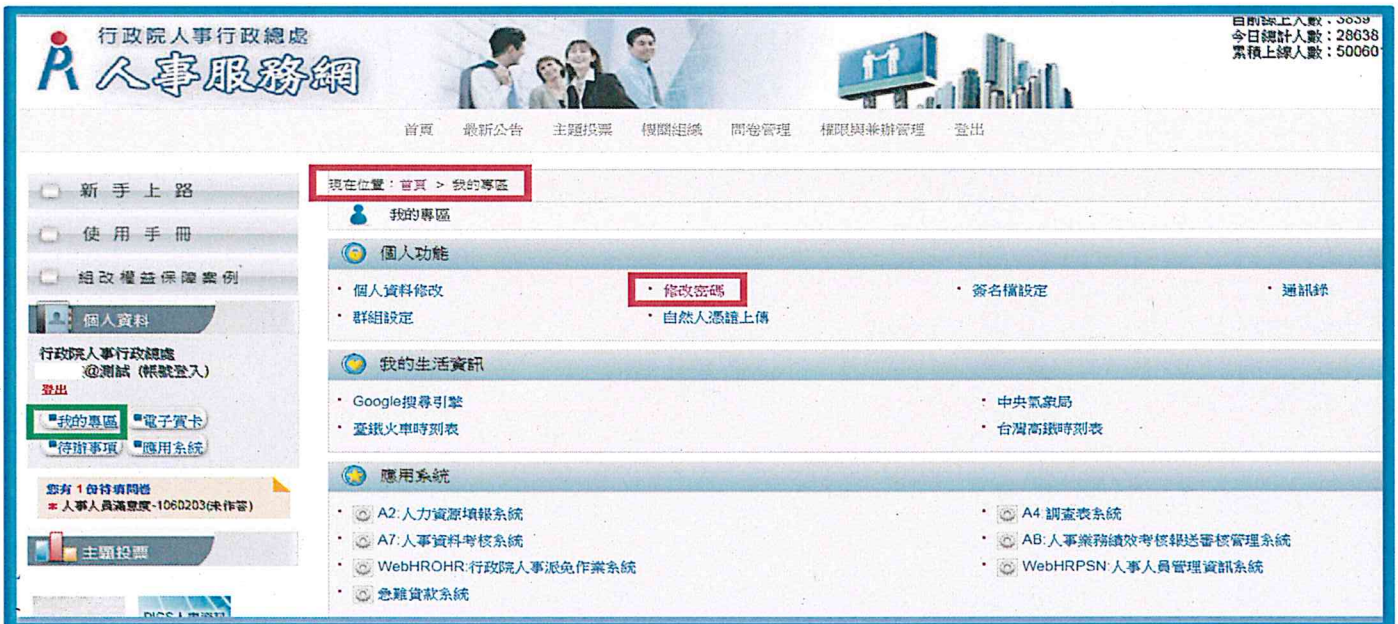 行政院人事行政總處
人事服務網
目前線上人數：3839
今日總計人數：28638
累積上線人數：50060
首頁 最新公告 主題投票 機關組織 問卷管理 權限與兼辦管理 登出
新手上路
使用手冊
組改權益保障案例
個人資料
行政院人事行政總處
@測試 (帳號登入)
登出
我的專區 電子賀卡
待辦事項 應用系統
您有 1 份待填問卷
人事人員滿意度-1060203(未作答)
主題投票
現在位置：首頁 > 我的專區
我的專區
個人功能
個人資料修改 修改密碼 簽名檔設定 通訊錄
群組設定 自然人憑證上傳
我的生活資訊
Google搜尋引擎 中央氣象局
臺鐵火車時刻表 台灣高鐵時刻表
應用系統
A2:人力資源填報系統 A4:調查表系統
A7:人事資料考核系統 A8:人事業務績效考核報送審核管理系統
WebHROHR:行政院人事派免作業系統 WebHRPSN:人事人員管理資訊系統
急難貸款系統